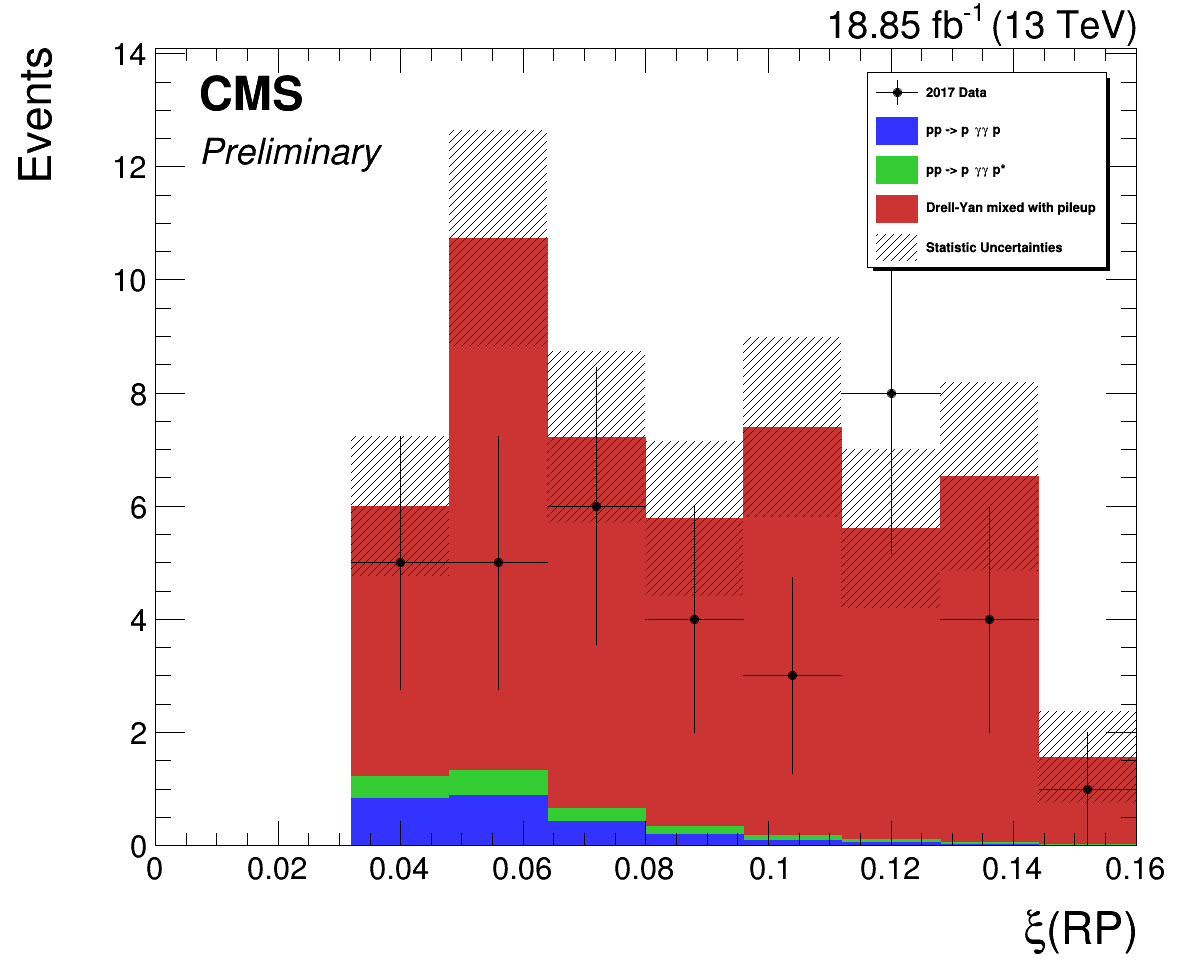 18.85 fb⁻¹ (13 TeV)
Events
CMS
Preliminary
2017 Data
pp -> p γγ p
pp -> p γγ p*
Drell-Yan mixed with pileup
Statistic Uncertainties
14
12
10
8
6
4
2
0
0 0.02 0.04 0.06 0.08 0.1 0.12 0.14 0.16
ξ(RP)